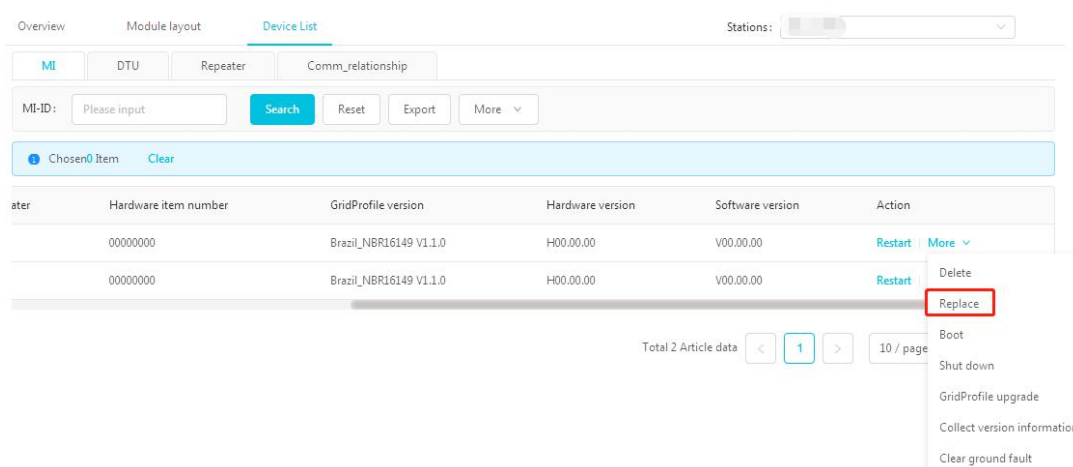 Overview Module layout Device List Stations:
MI DTU Repeater Comm_relationship
MI-ID: Please input Search Reset Export More
Chosen0 Item Clear
ater Hardware item number GridProfile version Hardware version Software version Action
00000000 Brazil_NBR16149 V1.1.0 H00.00.00 V00.00.00 Restart More
00000000 Brazil_NBR16149 V1.1.0 H00.00.00 V00.00.00 Restart
Delete
Replace
Total 2 Article data < 1 > 10 / page
Boot
Shut down
GridProfile upgrade
Collect version informatio
Clear ground fault